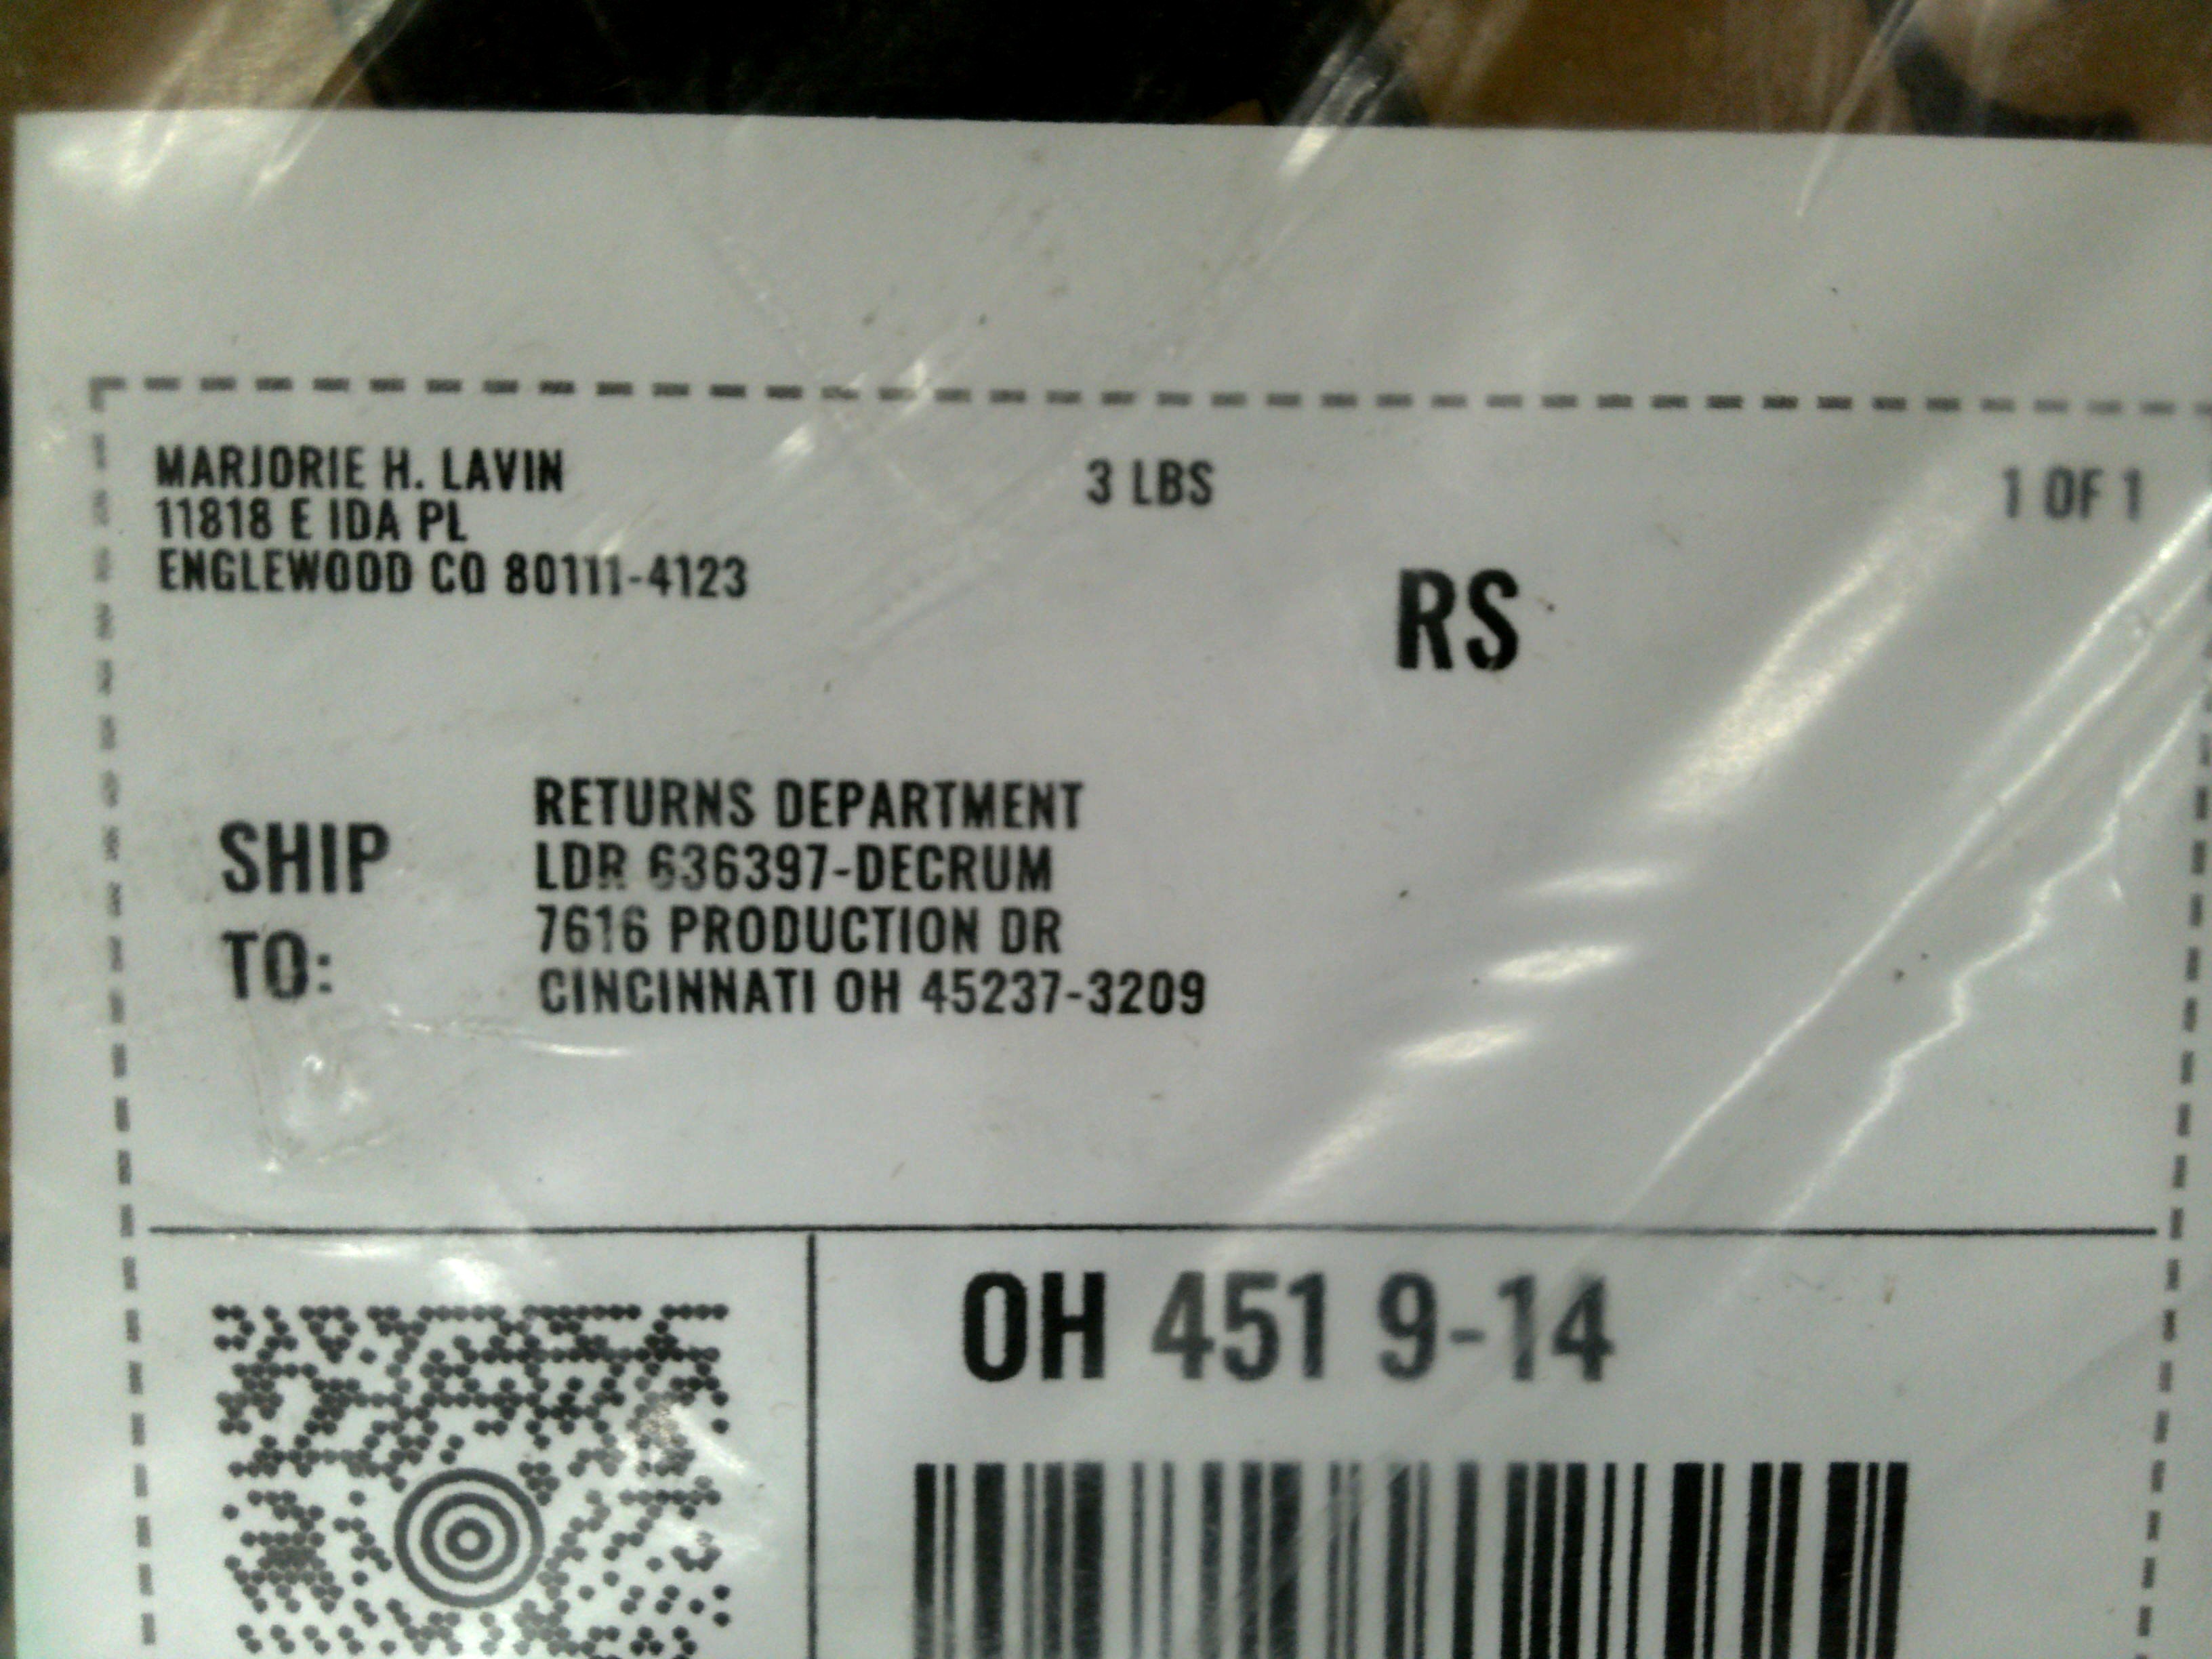 MARJORIE H. LAVIN
11818 E IDA PL
ENGLEWOOD CO 80111-4123
3 LBS
1 OF 1
RS
SHIP
TO:
RETURNS DEPARTMENT
LDR 636397-DECRUM
7616 PRODUCTION DR
CINCINNATI OH 45237-3209
OH 451 9-14